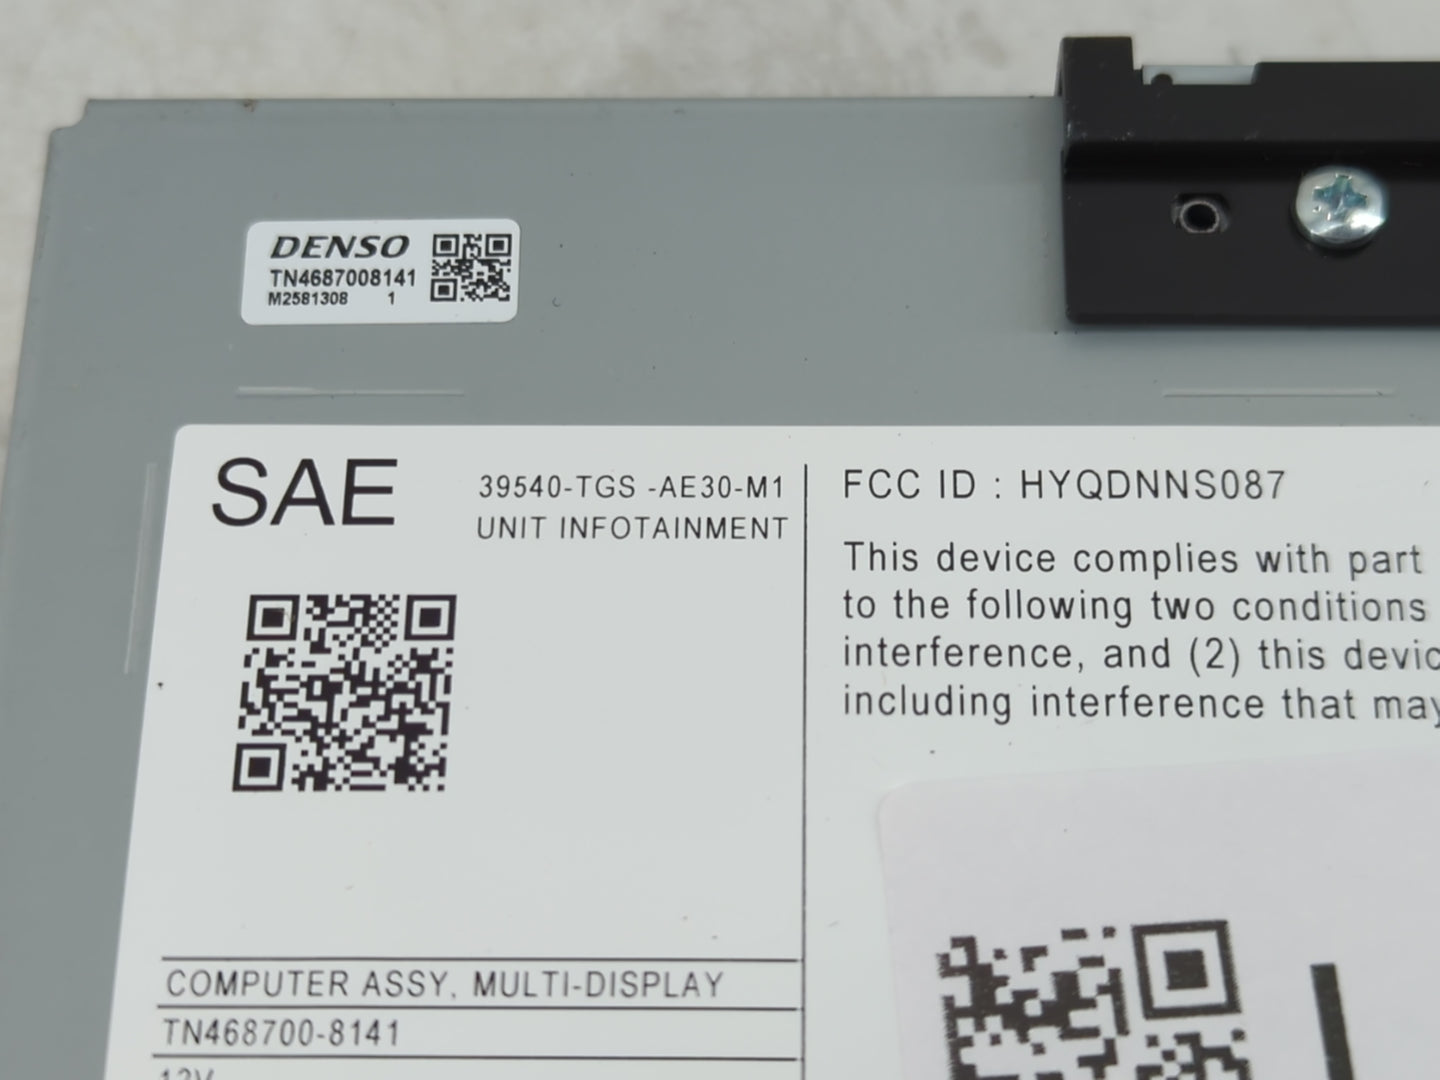 DENSO
TN4687008141
M2581308 1
SAE
39540-TGS -AE30-M1
UNIT INFOTAINMENT
FCC ID : HYQDNNS087
This device complies with part
to the following two conditions
interference, and (2) this devic
including interference that may
COMPUTER ASSY, MULTI-DISPLAY
TN468700-8141
12V